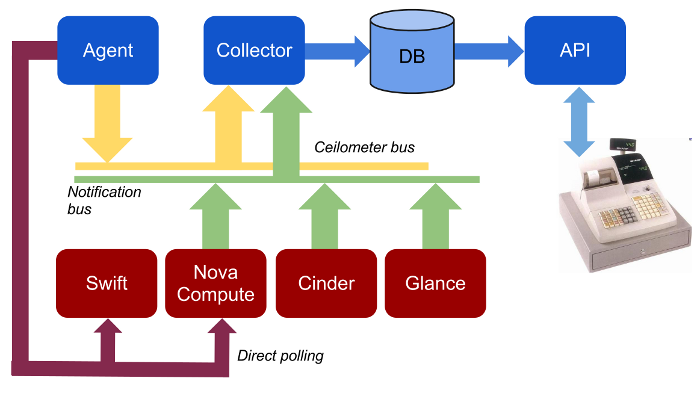 Agent
Collector
DB
API
Ceilometer bus
Notification
bus
Swift
Nova
Compute
Cinder
Glance
Direct polling